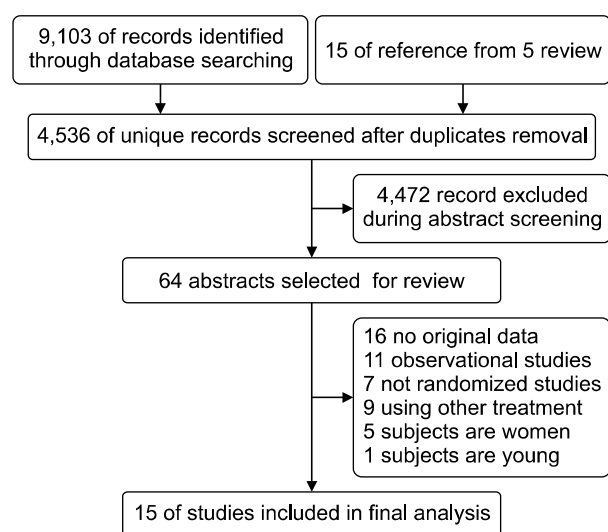 9,103 of records identified
through database searching
15 of reference from 5 review
4,536 of unique records screened after duplicates removal
4,472 record excluded
during abstract screening
64 abstracts selected for review
16 no original data
11 observational studies
7 not randomized studies
9 using other treatment
5 subjects are women
1 subjects are young
15 of studies included in final analysis